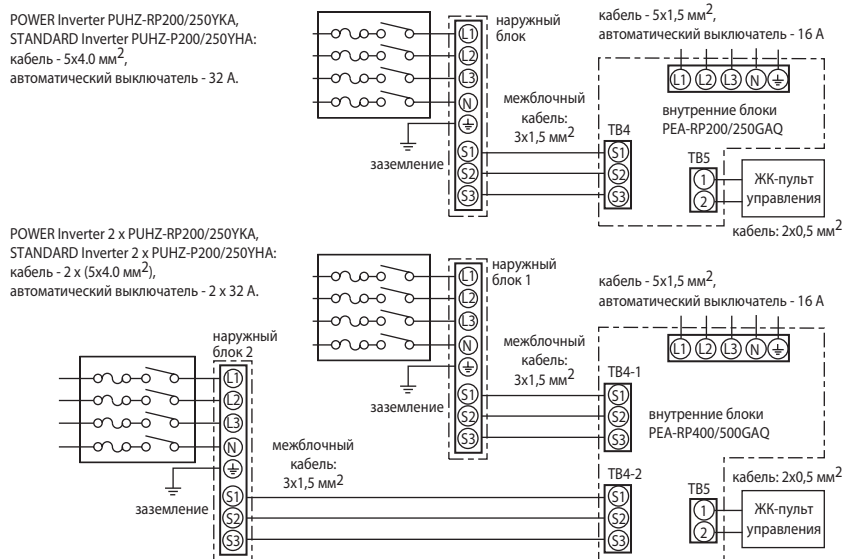 POWER Inverter PUHZ-RP200/250YKA,
STANDARD Inverter PUHZ-P200/250YHA:
кабель - 5x4.0 мм2,
автоматический выключатель - 32 А.
наружный
блок
L1
L2
L3
N
заземление
S1
S2
S3
межблочный
кабель:
3x1,5 мм2
кабель - 5x1,5 мм2,
автоматический выключатель - 16 А
L1 L2 L3 N
внутренние блоки
PEA-RP200/250GAQ
TB4
S1
S2
S3
TB5
1
2
ЖК-пульт
управления
кабель: 2x0,5 мм2
POWER Inverter 2 x PUHZ-RP200/250YKA,
STANDARD Inverter 2 x PUHZ-P200/250YHA:
кабель - 2 x (5x4.0 мм2),
автоматический выключатель - 2 x 32 А.
наружный
блок 1
L1
L2
L3
N
заземление
S1
S2
S3
межблочный
кабель:
3x1,5 мм2
кабель - 5x1,5 мм2,
автоматический выключатель - 16 А
L1 L2 L3 N
TB4-1
S1
S2
S3
внутренние блоки
PEA-RP400/500GAQ
наружный
блок 2
L1
L2
L3
N
заземление
S1
S2
S3
межблочный
кабель:
3x1,5 мм2
TB4-2
S1
S2
S3
TB5
1
2
кабель: 2x0,5 мм2
ЖК-пульт
управления